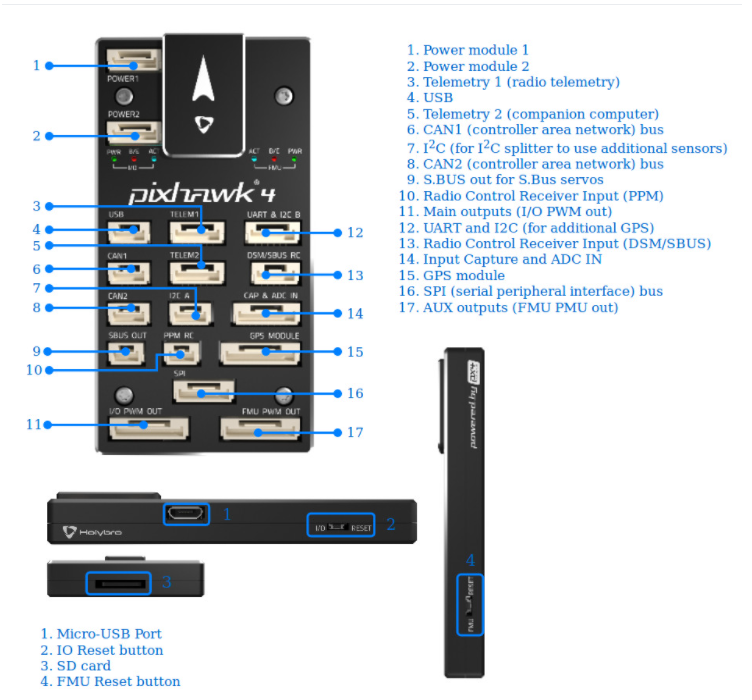 1
POWER1
POWER2
2
PWR B/E ACT
I/O
ACT B/E PWR
FMU
pixhawk®4
3
USB
TELEM1
UART & I2C B
4
12
5
CAN1
TELEM2
DSM/SBUS RC
6
13
7
CAN2
I2C A
CAP & ADC IN
8
14
SBUS OUT
PPM RC
GPS MODULE
9
15
10
SPI
16
I/O PWM OUT
FMU PWM OUT
11
17
1. Power module 1
2. Power module 2
3. Telemetry 1 (radio telemetry)
4. USB
5. Telemetry 2 (companion computer)
6. CAN1 (controller area network) bus
7. I²C (for I²C splitter to use additional sensors)
8. CAN2 (controller area network) bus
9. S.BUS out for S.Bus servos
10. Radio Control Receiver Input (PPM)
11. Main outputs (I/O PWM out)
12. UART and I2C (for additional GPS)
13. Radio Control Receiver Input (DSM/SBUS)
14. Input Capture and ADC IN
15. GPS module
16. SPI (serial peripheral interface) bus
17. AUX outputs (FMU PMU out)
Holybro
1
I/O RESET
2
3
PX4
powered by
4
RESET
FMU
1. Micro-USB Port
2. IO Reset button
3. SD card
4. FMU Reset button